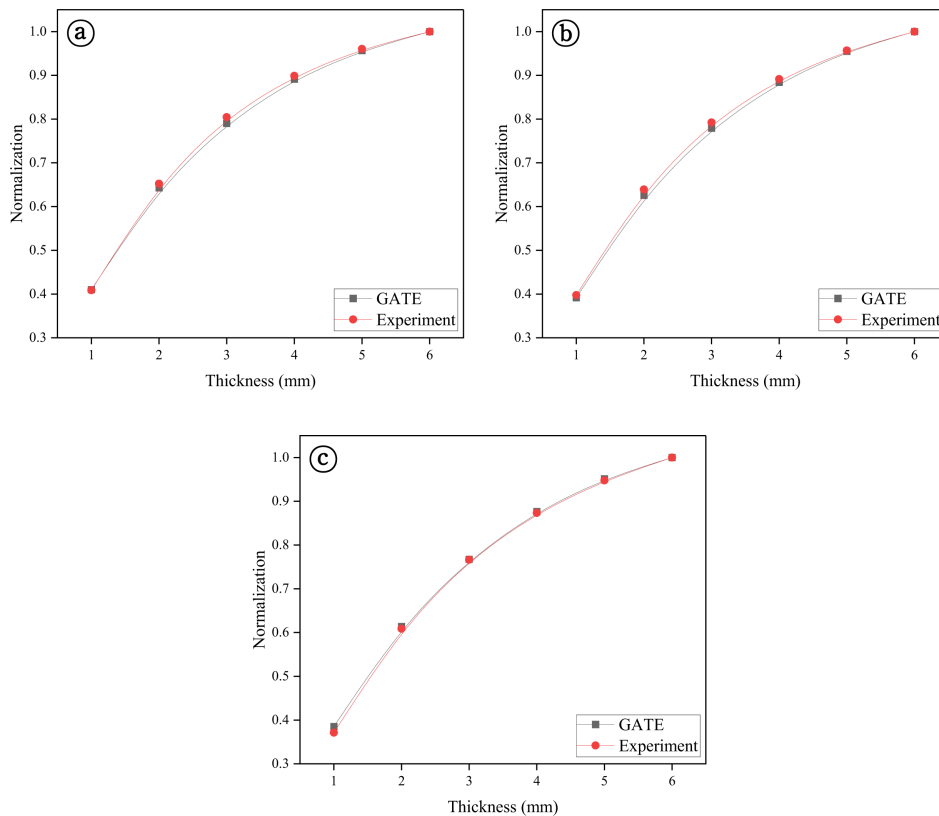 ⓐ
1.0
0.9
0.8
0.7
0.6
0.5
0.4
0.3
Normalization
GATE
Experiment
1 2 3 4 5 6
Thickness (mm)
ⓑ
1.0
0.9
0.8
0.7
0.6
0.5
0.4
0.3
Normalization
GATE
Experiment
1 2 3 4 5 6
Thickness (mm)
ⓒ
1.0
0.9
0.8
0.7
0.6
0.5
0.4
0.3
Normalization
GATE
Experiment
1 2 3 4 5 6
Thickness (mm)